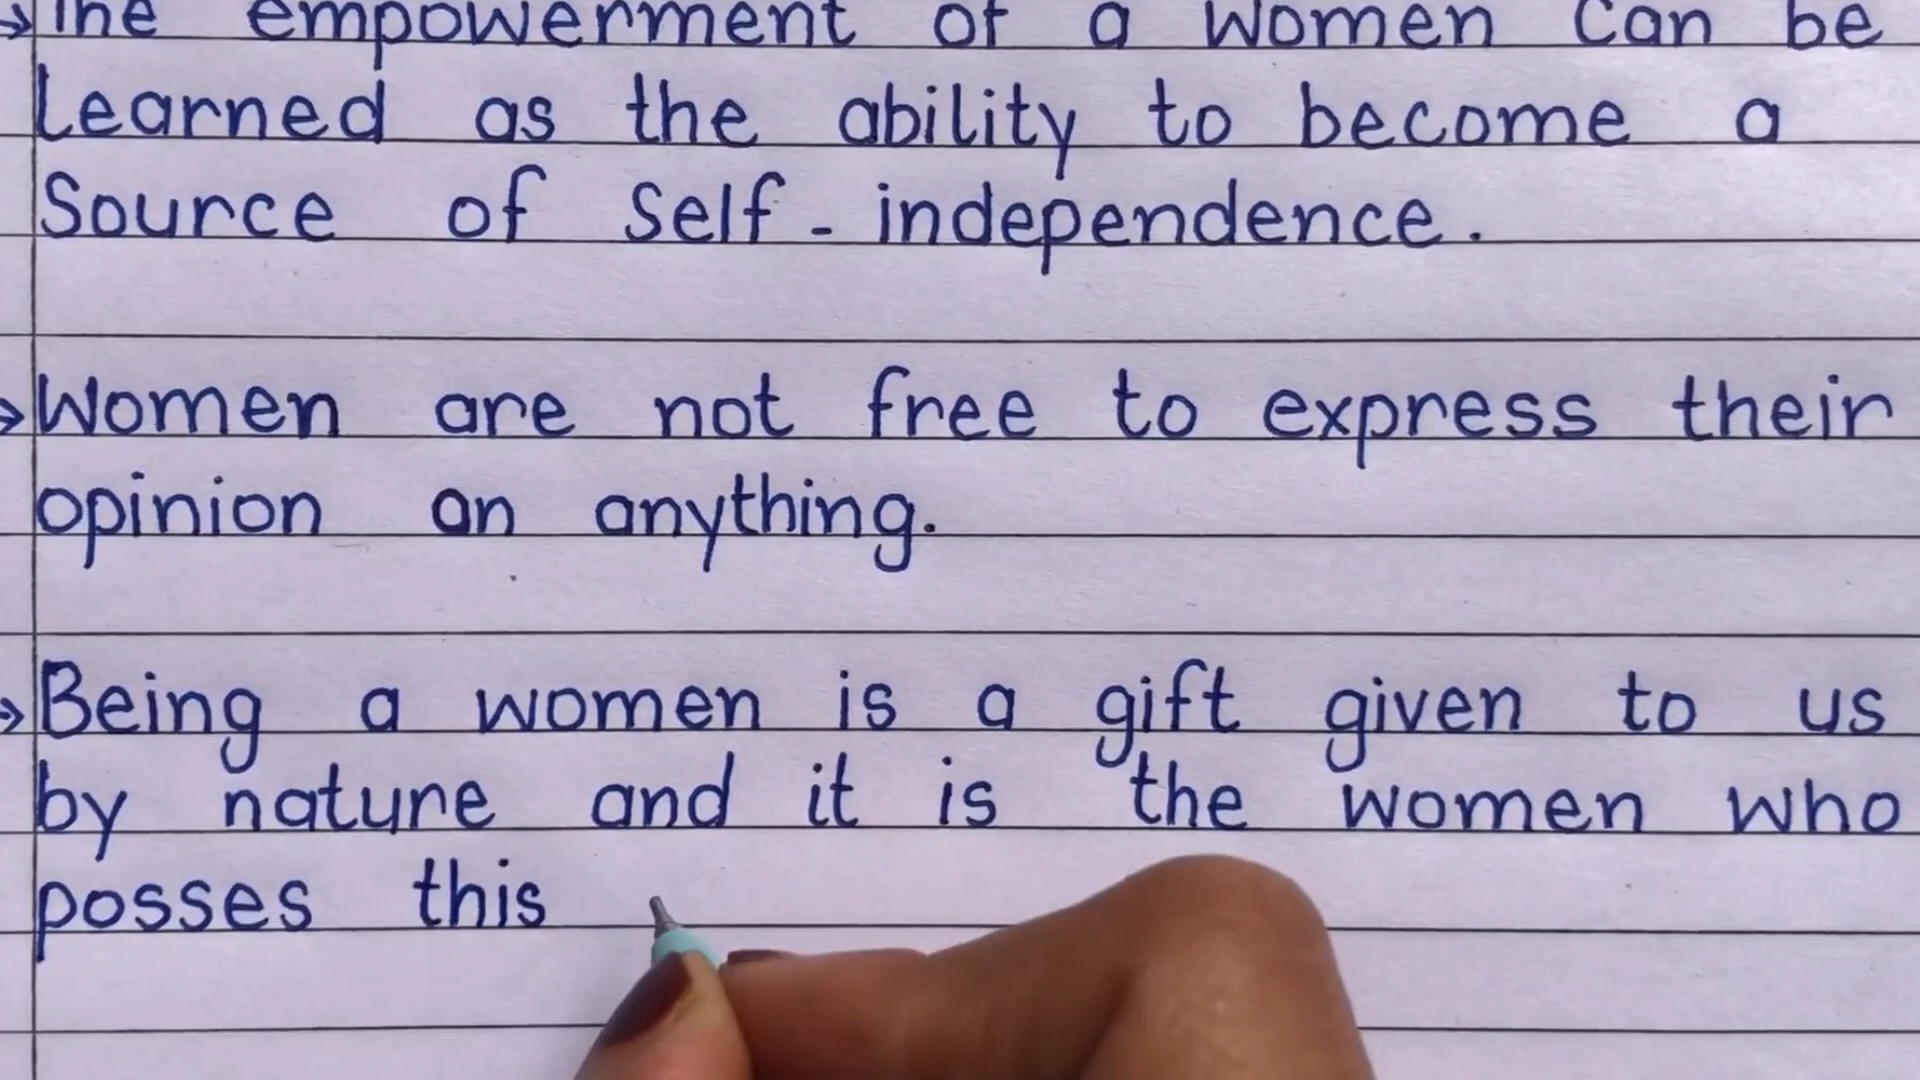 →The empowerment of a women can be
Learned as the ability to become a
Source of self-independence.
→Women are not free to express their
opinion on anything.
→Being a women is a gift given to us
by nature and it is the women who
posses this